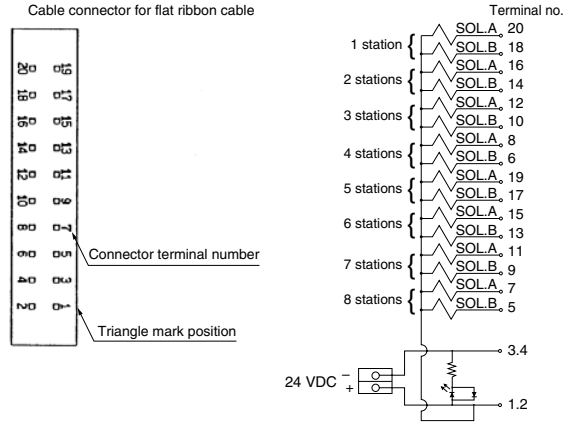 Cable connector for flat ribbon cable
20 19
18 17
16 15
14 13
12 11
10 9
8 7
6 5
4 3
2 1
Connector terminal number
Triangle mark position
Terminal no.
1 station { SOL.A 20
SOL.B 18
2 stations { SOL.A 16
SOL.B 14
3 stations { SOL.A 12
SOL.B 10
4 stations { SOL.A 8
SOL.B 6
5 stations { SOL.A 19
SOL.B 17
6 stations { SOL.A 15
SOL.B 13
7 stations { SOL.A 11
SOL.B 9
8 stations { SOL.A 7
SOL.B 5
3.4
24 VDC − +
1.2